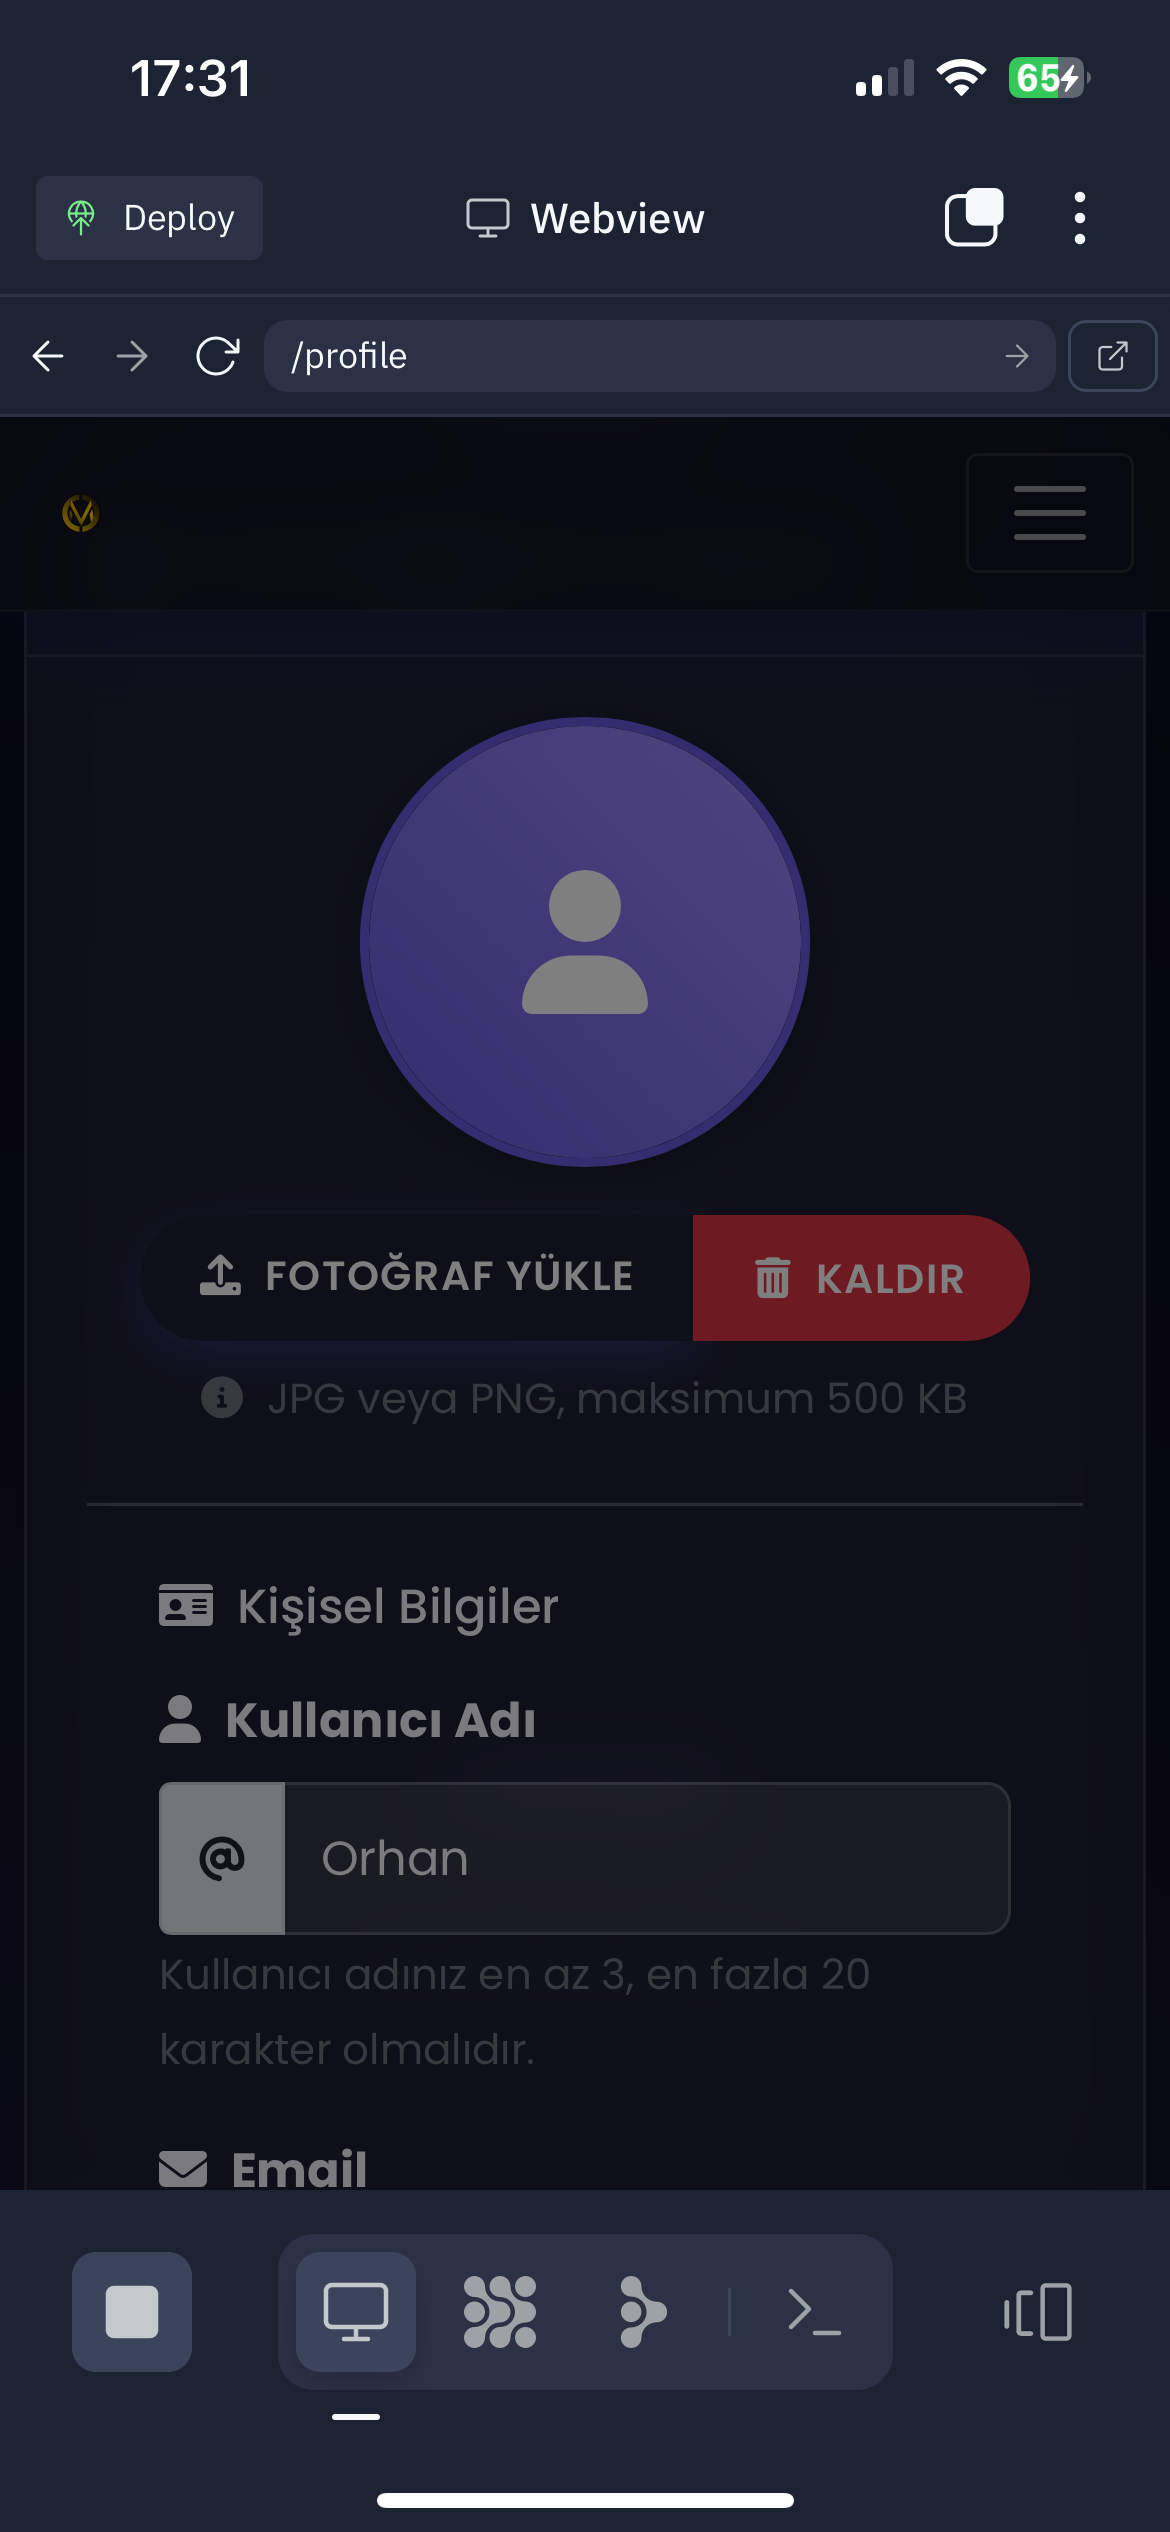 17:31
65
Deploy
Webview
/profile
FOTOĞRAF YÜKLE
KALDIR
JPG veya PNG, maksimum 500 KB
Kişisel Bilgiler
Kullanıcı Adı
@ Orhan
Kullanıcı adınız en az 3, en fazla 20
karakter olmalıdır.
Email